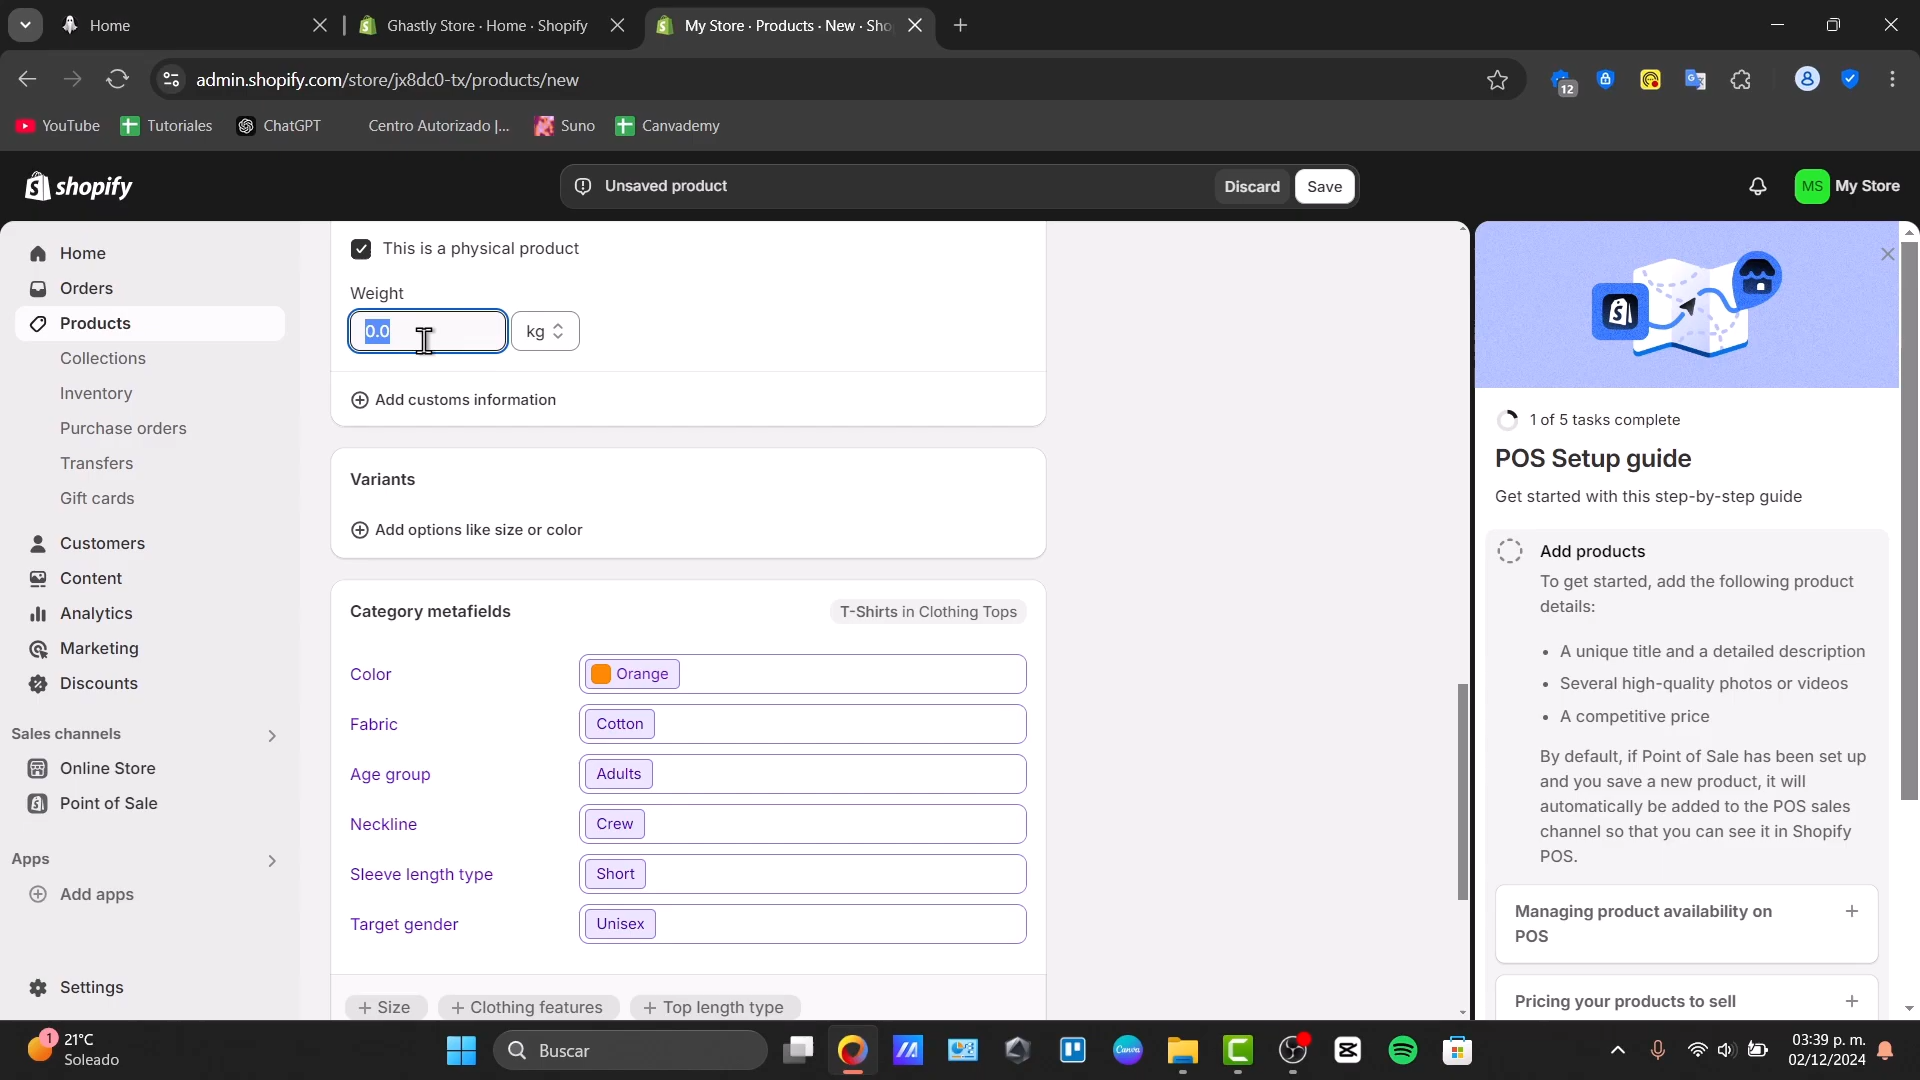 Home
Ghastly Store · Home · Shopify
My Store · Products · New · Sho
admin.shopify.com/store/jx8dc0-tx/products/new
12
YouTube
Tutoriales
ChatGPT
Centro Autorizado |...
Suno
Canvademy
shopify
Unsaved product
Discard
Save
MS
My Store
Home
Orders
Products
Collections
Inventory
Purchase orders
Transfers
Gift cards
Customers
Content
Analytics
Marketing
Discounts
Sales channels
Online Store
Point of Sale
Apps
Add apps
Settings
This is a physical product
Weight
0.0
kg
Add customs information
Variants
Add options like size or color
Category metafields
T-Shirts in Clothing Tops
Color
Orange
Fabric
Cotton
Age group
Adults
Neckline
Crew
Sleeve length type
Short
Target gender
Unisex
+ Size
+ Clothing features
+ Top length type
1 of 5 tasks complete
POS Setup guide
Get started with this step-by-step guide
Add products
To get started, add the following product
details:
• A unique title and a detailed description
• Several high-quality photos or videos
• A competitive price
By default, if Point of Sale has been set up
and you save a new product, it will
automatically be added to the POS sales
channel so that you can see it in Shopify
POS.
Managing product availability on
POS
Pricing your products to sell
1
21°C
Soleado
Buscar
Canva
03:39 p. m.
02/12/2024